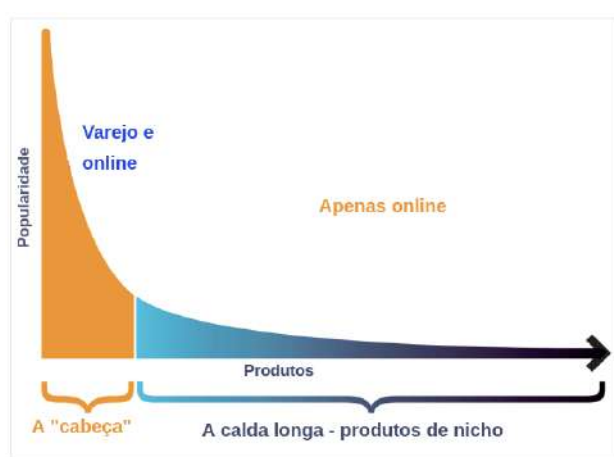 Varejo e
online
Popularidade
Apenas online
Produtos
A "cabeça"
A calda longa - produtos de nicho